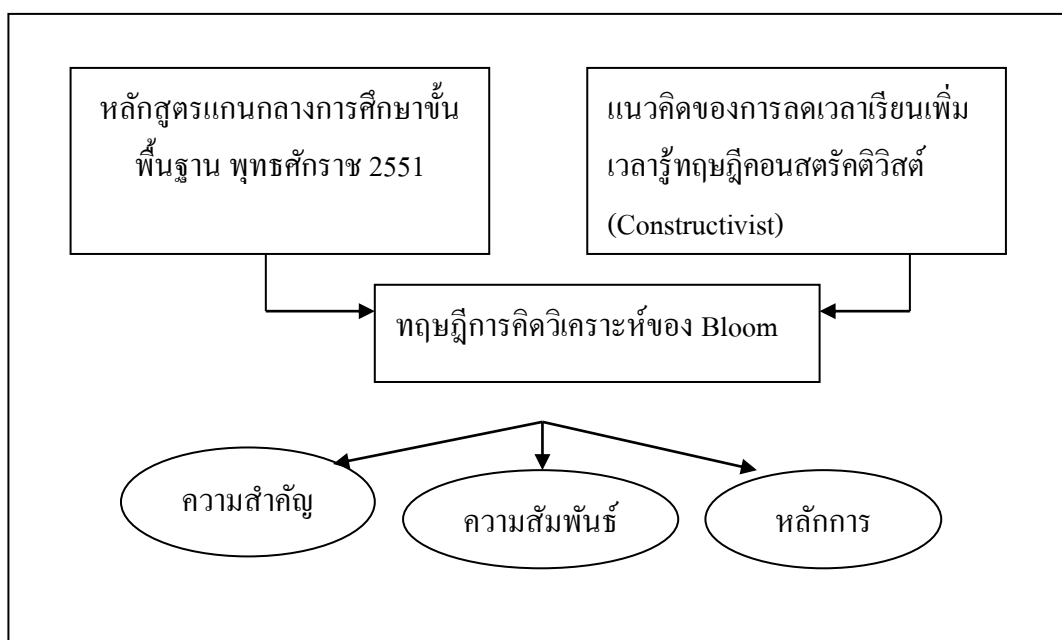 หลักสูตรแกนกลางการศึกษาขั้น
พื้นฐาน พุทธศักราช 2551
แนวคิดของการลดเวลาเรียนเพิ่ม
เวลารู้ทฤษฎีคอนสตรัคติวิสต์
(Constructivist)
ทฤษฎีการคิดวิเคราะห์ของ Bloom
ความสำคัญ
ความสัมพันธ์
หลักการ